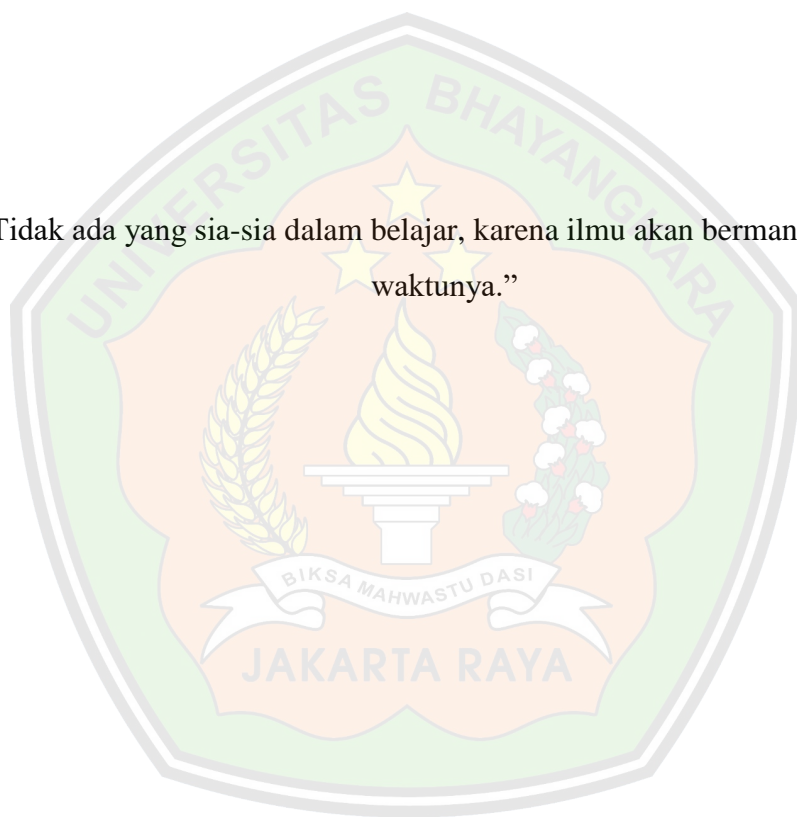 UNIVERSITAS BHAYANGKARA
Tidak ada yang sia-sia dalam belajar, karena ilmu akan berman
waktunya.”
BIKSA MAHWASTU DASI
JAKARTA RAYA